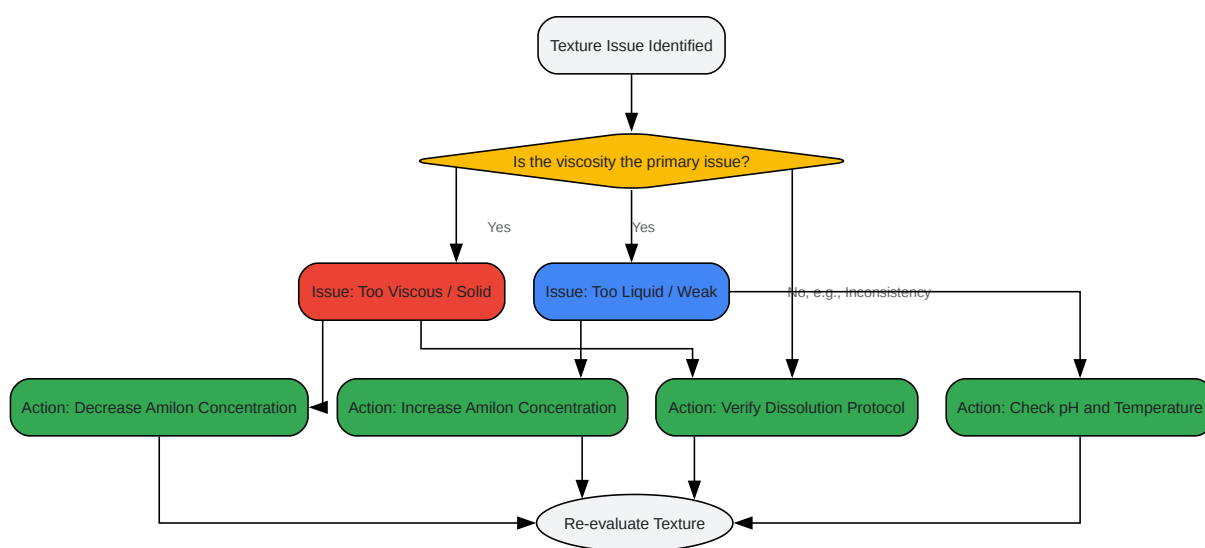 Texture Issue Identified
Is the viscosity the primary issue?
Yes
Yes
Issue: Too Viscous / Solid
Issue: Too Liquid / Weak
No, e.g., Inconsistency
Action: Decrease Amilon Concentration
Action: Increase Amilon Concentration
Action: Verify Dissolution Protocol
Action: Check pH and Temperature
Re-evaluate Texture